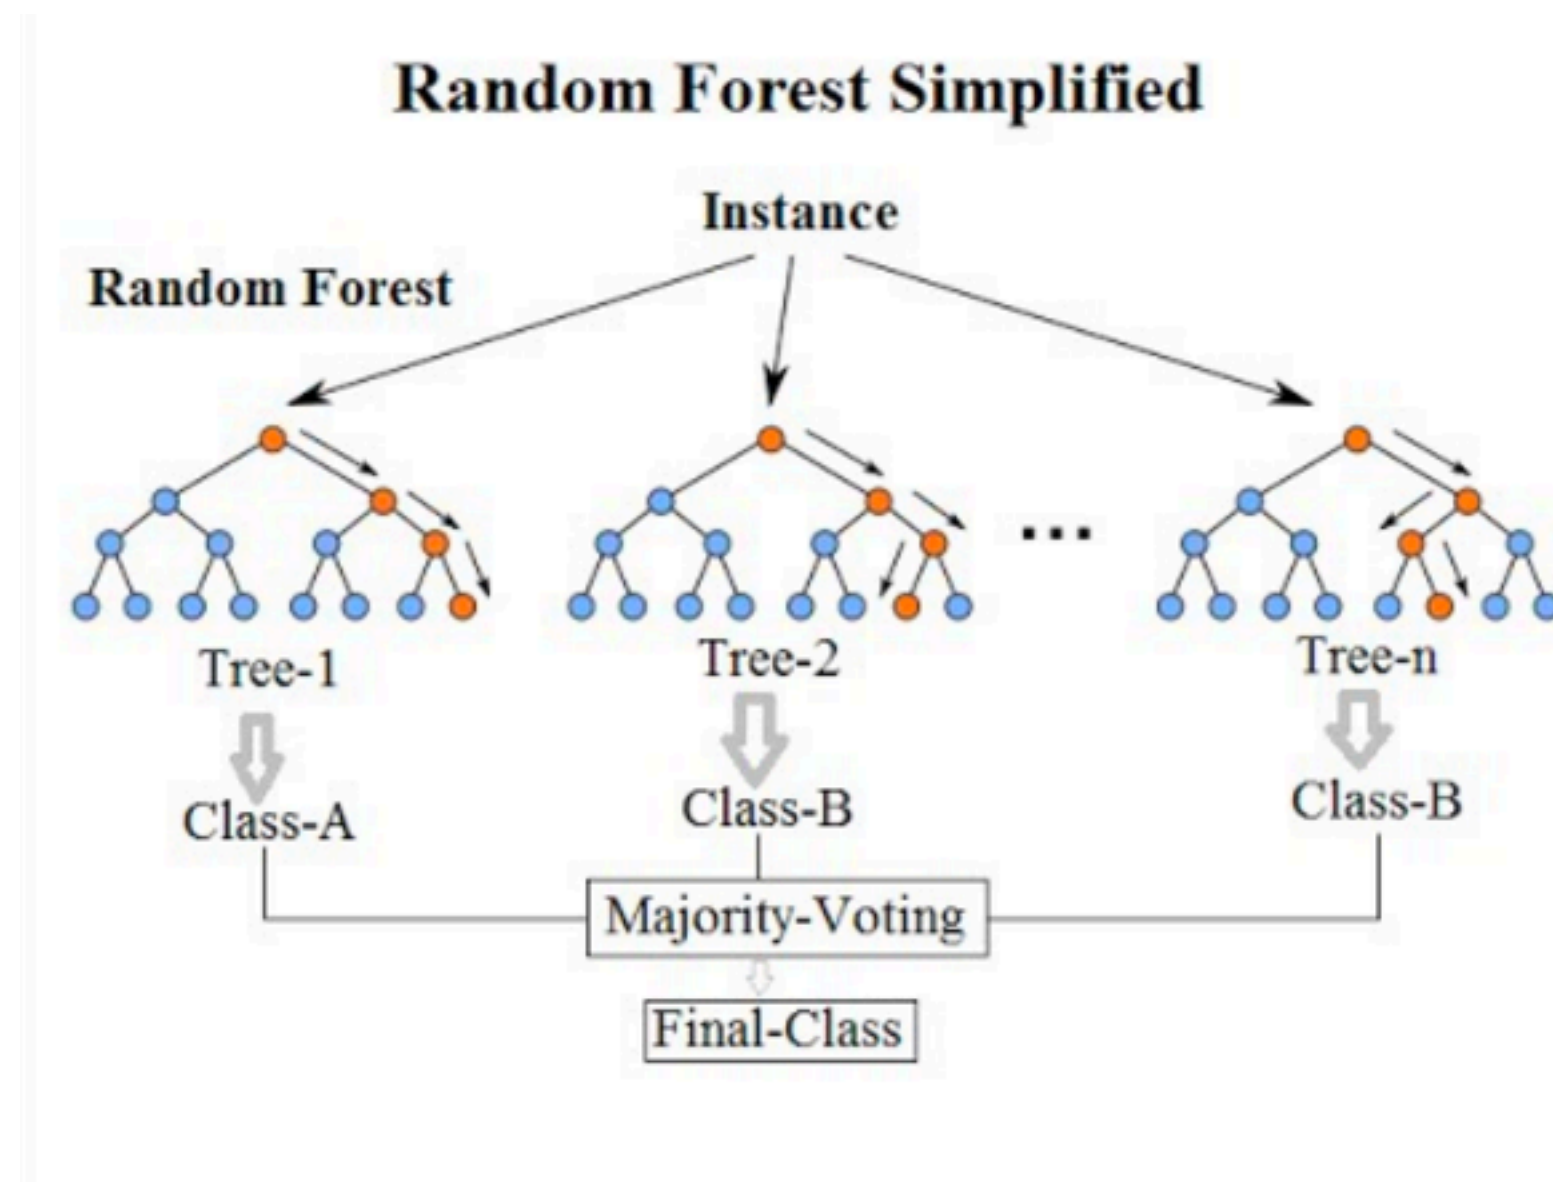 Random Forest Simplified
Instance
Random Forest
...
Tree-1
Tree-2
Tree-n
Class-A
Class-B
Class-B
Majority-Voting
Final-Class